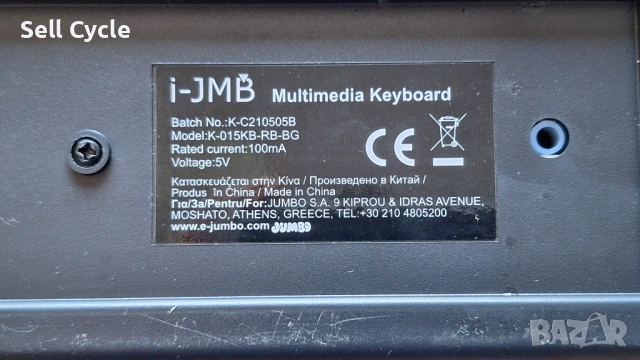 Sell Cycle
i-JMB Multimedia Keyboard
Batch No.:K-C210505B
Model:K-015KB-RB-BG
Rated current:100mA
Voltage:5V
CE
Κατασκευάζεται στην Κίνα / Произведено в Китай /
Produs în China / Made in China
Για/За/Pentru/For:JUMBO S.A. 9 KIPROU & IDRAS AVENUE,
MOSHATO, ATHENS, GREECE, TEL:+30 210 4805200
www.e-jumbo.com JUMBO
BAZAR